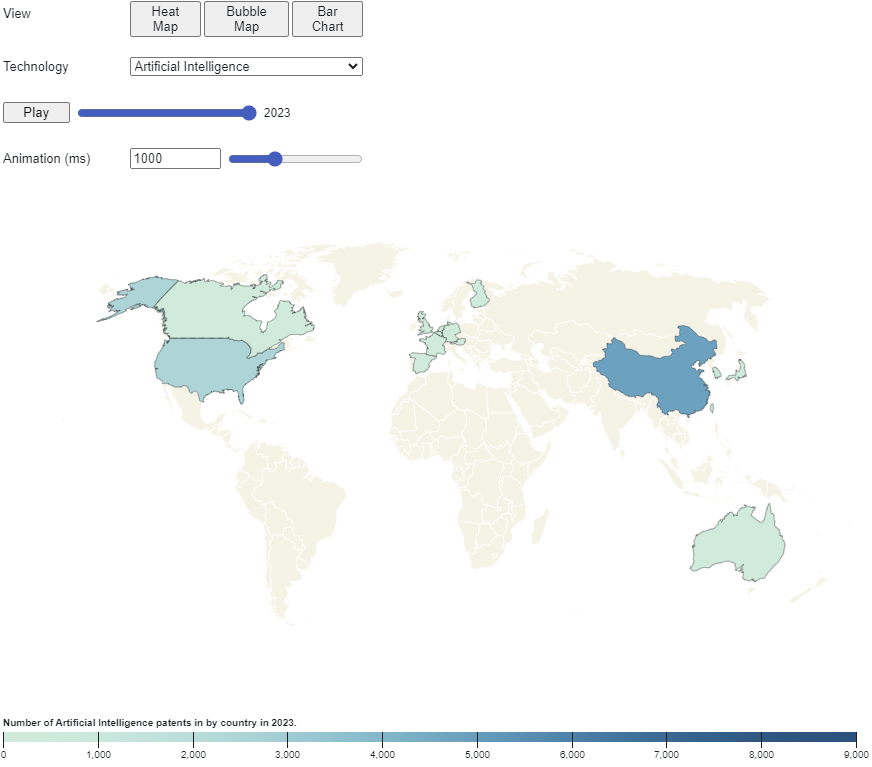 View
Heat
Map
Bubble
Map
Bar
Chart
Technology
Artificial Intelligence
Play
2023
Animation (ms)
1000
Number of Artificial Intelligence patents in by country in 2023.
0 1,000 2,000 3,000 4,000 5,000 6,000 7,000 8,000 9,000